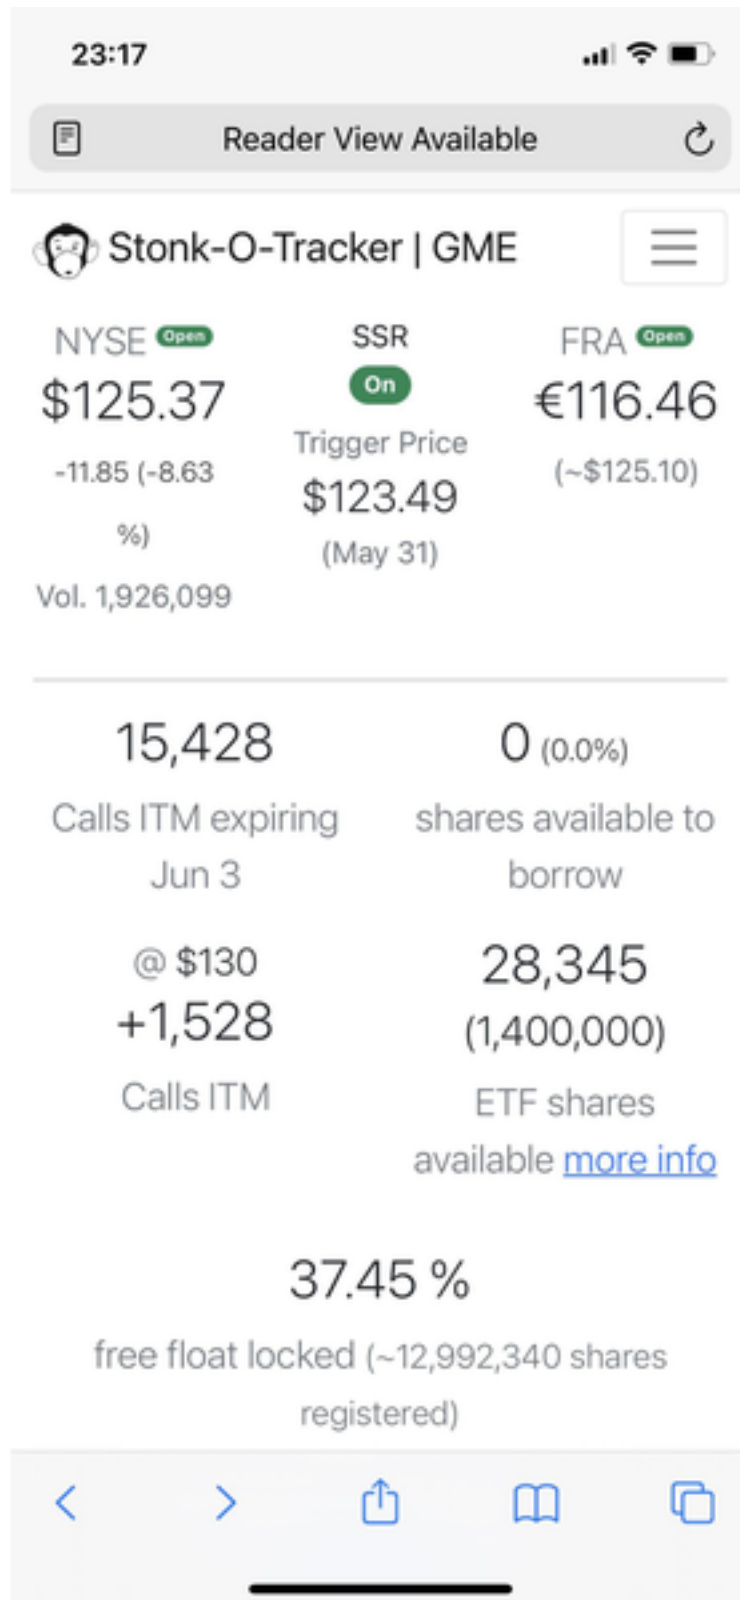 23:17
Reader View Available
Stonk-O-Tracker | GME
NYSE Open
$125.37
-11.85 (-8.63
%)
Vol. 1,926,099
SSR
On
Trigger Price
$123.49
(May 31)
FRA Open
€116.46
(~$125.10)
15,428
Calls ITM expiring
Jun 3
0 (0.0%)
shares available to
borrow
@ $130
+1,528
Calls ITM
28,345
(1,400,000)
ETF shares
available more info
37.45 %
free float locked (~12,992,340 shares
registered)